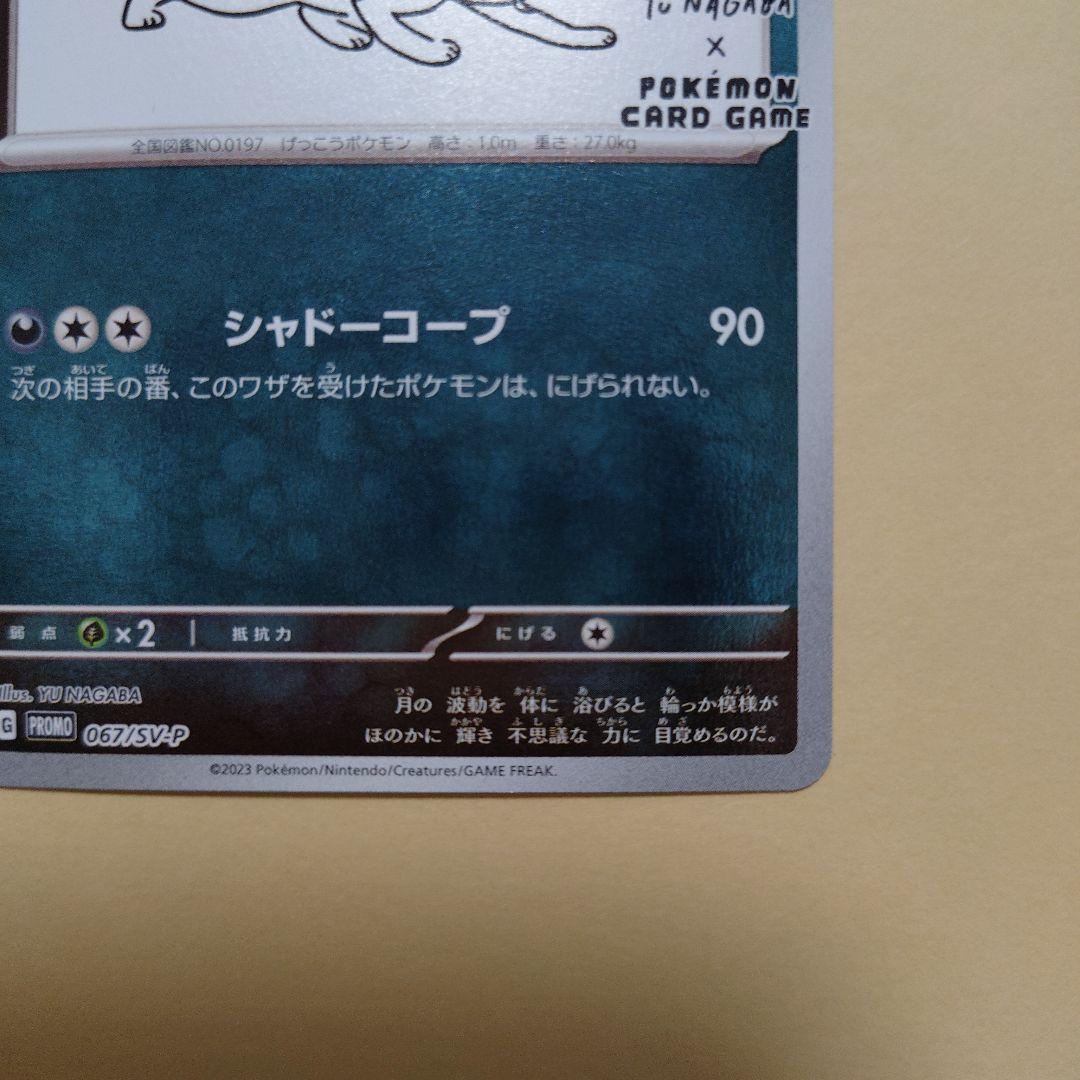 YU NAGABA
×
POKÉMON
CARD GAME
全国図鑑NO.0197 げっこうポケモン 高さ：1.0m 重さ：27.0kg
シャドーコープ 90
次の相手の番、このワザを受けたポケモンは、にげられない。
弱点 ×2 抵抗力 にげる
Illus. YU NAGABA
月の 波動を 体に 浴びると 輪っか模様が
G PROMO 067/SV-P ほのかに 輝き 不思議な 力に 目覚めるのだ。
©2023 Pokémon/Nintendo/Creatures/GAME FREAK.